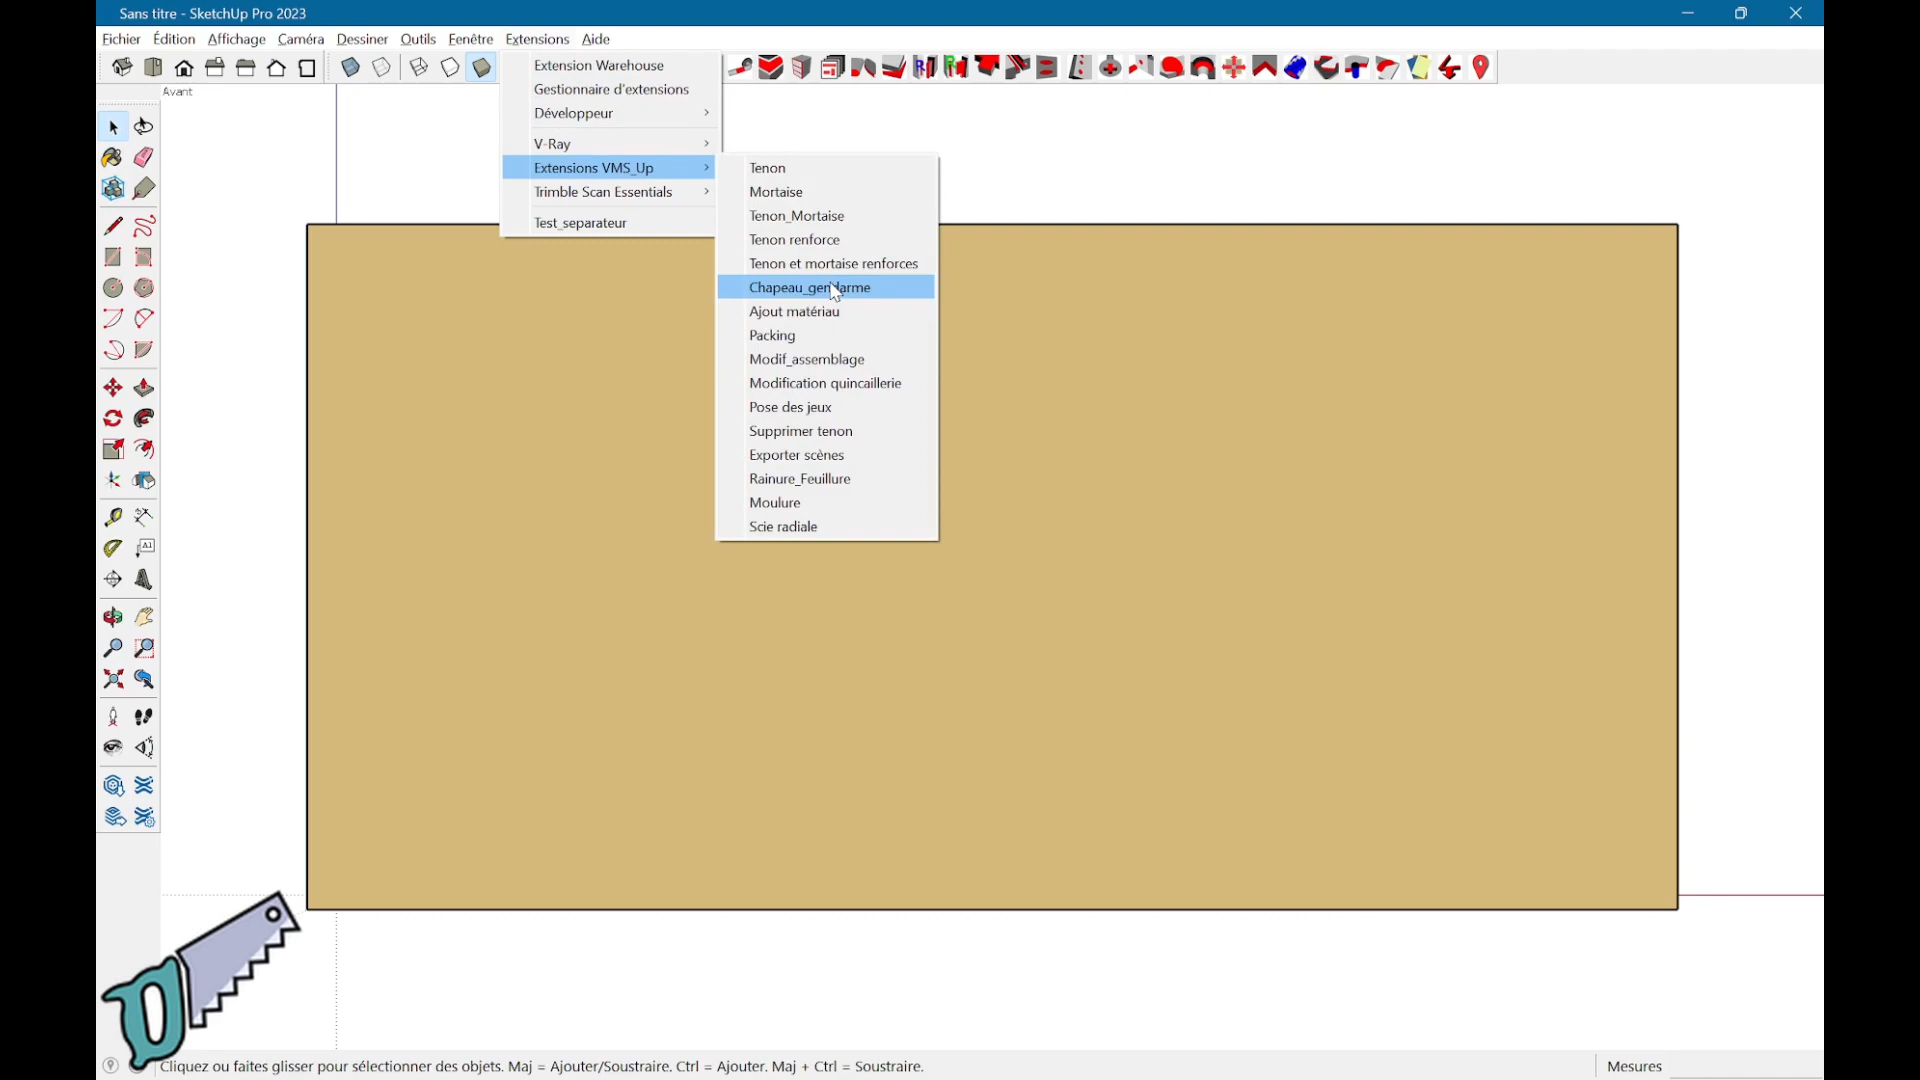 Sans titre - SketchUp Pro 2023
Fichier Édition Affichage Caméra Dessiner Outils Fenêtre Extensions Aide
Avant
Extension Warehouse
Gestionnaire d'extensions
Développeur
V-Ray
Extensions VMS_Up
Trimble Scan Essentials
Test_separateur
Tenon
Mortaise
Tenon_Mortaise
Tenon renforce
Tenon et mortaise renforces
Chapeau_gendarme
Ajout matériau
Packing
Modif_assemblage
Modification quincaillerie
Pose des jeux
Supprimer tenon
Exporter scènes
Rainure_Feuillure
Moulure
Scie radiale
Cliquez ou faites glisser pour sélectionner des objets. Maj = Ajouter/Soustraire. Ctrl = Ajouter. Maj + Ctrl = Soustraire.
Mesures